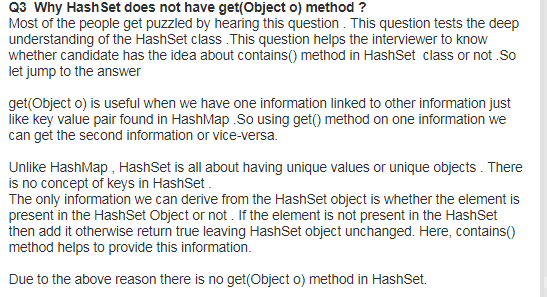 Q3  Why HashSet does not have get(Object o) method ?
Most of the people get puzzled by hearing this question . This question tests the deep
understanding of the HashSet class .This question helps the interviewer to know
whether candidate has the idea about contains() method in HashSet  class or not .So
let jump to the answer
get(Object o) is useful when we have one information linked to other information just
like key value pair found in HashMap .So using get() method on one information we
can get the second information or vice-versa.
Unlike HashMap , HashSet is all about having unique values or unique objects . There
is no concept of keys in HashSet .
The only information we can derive from the HashSet object is whether the element is
present in the HashSet Object or not . If the element is not present in the HashSet
then add it otherwise return true leaving HashSet object unchanged. Here, contains()
method helps to provide this information.
Due to the above reason there is no get(Object o) method in HashSet.